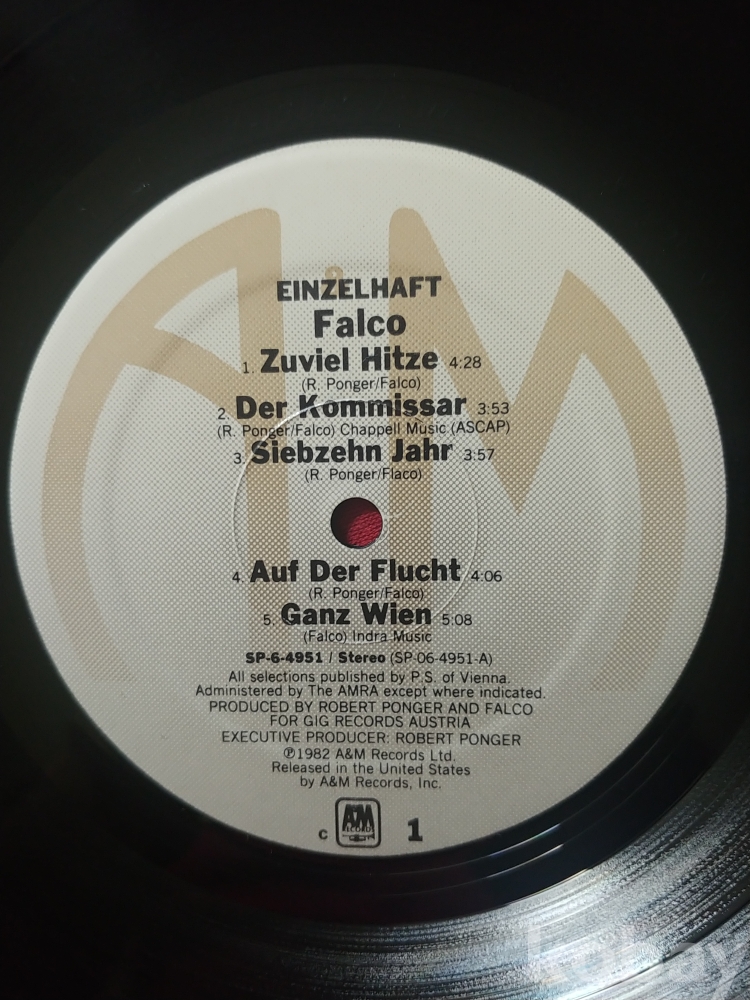 EINZELHAFT
Falco
1. Zuviel Hitze 4:28
(R. Ponger/Falco)
2. Der Kommissar 3:53
(R. Ponger/Falco) Chappell Music (ASCAP)
3. Siebzehn Jahr 3:57
(R. Ponger/Flaco)
4. Auf Der Flucht 4:06
(R. Ponger/Falco)
5. Ganz Wien 5:08
(Falco) Indra Music
SP-6-4951 / Stereo (SP-06-4951-A)
All selections published by P.S. of Vienna.
Administered by The AMRA except where indicated.
PRODUCED BY ROBERT PONGER AND FALCO
FOR GIG RECORDS AUSTRIA
EXECUTIVE PRODUCER: ROBERT PONGER
℗1982 A&M Records Ltd.
Released in the United States
by A&M Records, Inc.
c A&M RECORDS 1